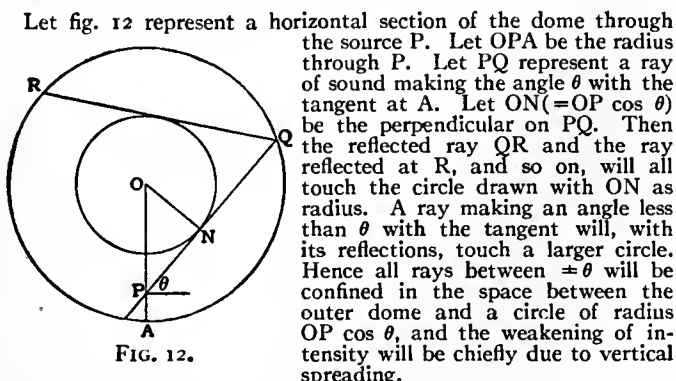 Let fig. 12 represent a horizontal section of the dome through
the source P. Let OPA be the radius
through P. Let PQ represent a ray
of sound making the angle θ with the
tangent at A. Let ON(=OP cos θ)
be the perpendicular on PQ. Then
the reflected ray QR and the ray
reflected at R, and so on, will all
touch the circle drawn with ON as
radius. A ray making an angle less
than θ with the tangent will, with
its reflections, touch a larger circle.
Hence all rays between ±θ will be
confined in the space between the
outer dome and a circle of radius
OP cos θ, and the weakening of in-
tensity will be chiefly due to vertical
spreading.
R
Q
O
N
P
θ
A
FIG. 12.